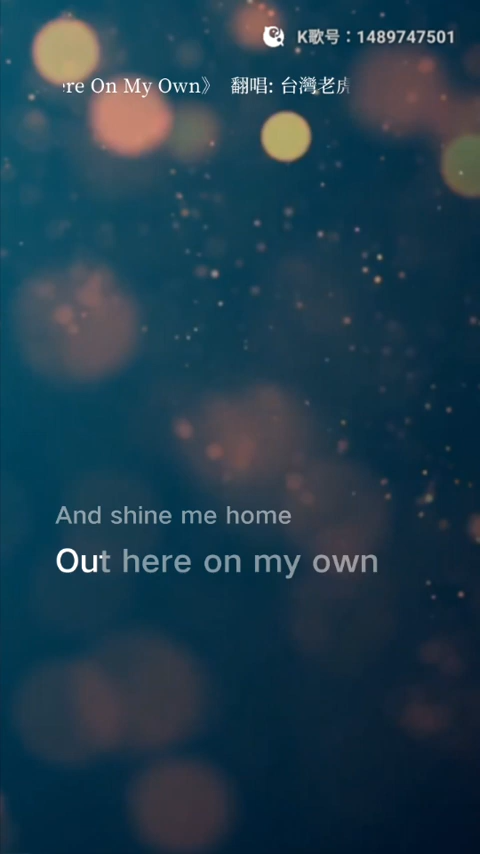 K歌号：1489747501
re On My Own》 翻唱: 台灣老虎
And shine me home
Out here on my own